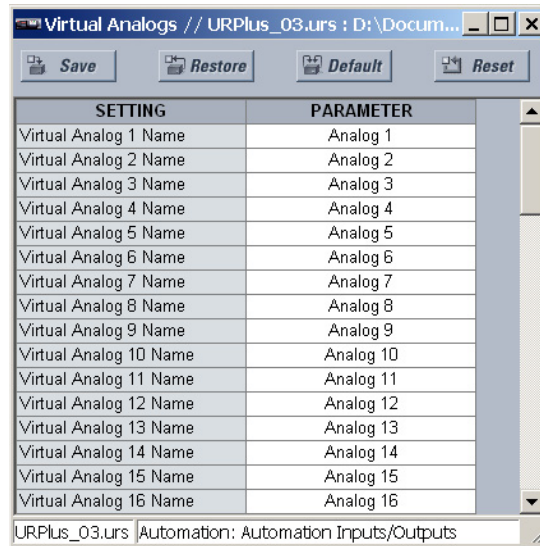 Virtual Analogs // URPlus_03.urs : D:\Docum...
Save Restore Default Reset
SETTING PARAMETER
Virtual Analog 1 Name Analog 1
Virtual Analog 2 Name Analog 2
Virtual Analog 3 Name Analog 3
Virtual Analog 4 Name Analog 4
Virtual Analog 5 Name Analog 5
Virtual Analog 6 Name Analog 6
Virtual Analog 7 Name Analog 7
Virtual Analog 8 Name Analog 8
Virtual Analog 9 Name Analog 9
Virtual Analog 10 Name Analog 10
Virtual Analog 11 Name Analog 11
Virtual Analog 12 Name Analog 12
Virtual Analog 13 Name Analog 13
Virtual Analog 14 Name Analog 14
Virtual Analog 15 Name Analog 15
Virtual Analog 16 Name Analog 16
URPlus_03.urs Automation: Automation Inputs/Outputs